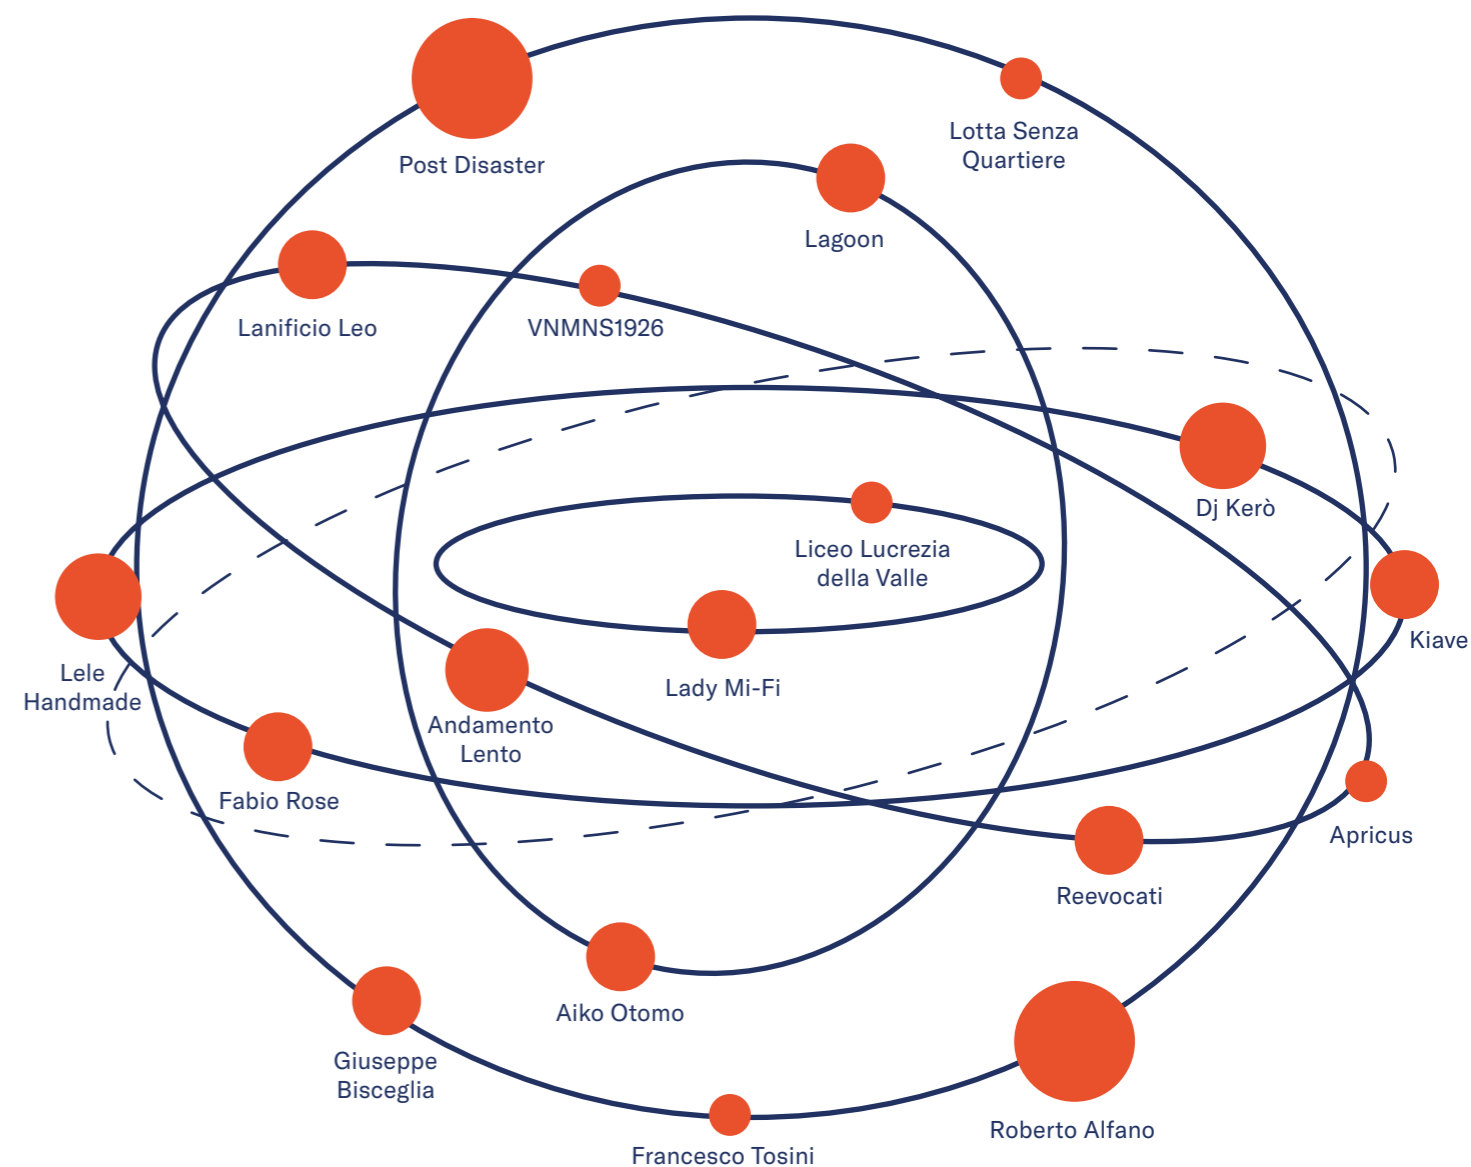 Lotta Senza
Quartiere
Post Disaster
Lagoon
Lanificio Leo
VNMNS1926
Dj Kerò
Liceo Lucrezia
della Valle
Kiave
Lele
Handmade
Lady Mi-Fi
Andamento
Lento
Fabio Rose
Apricus
Reevocati
Aiko Otomo
Giuseppe
Bisceglia
Roberto Alfano
Francesco Tosini